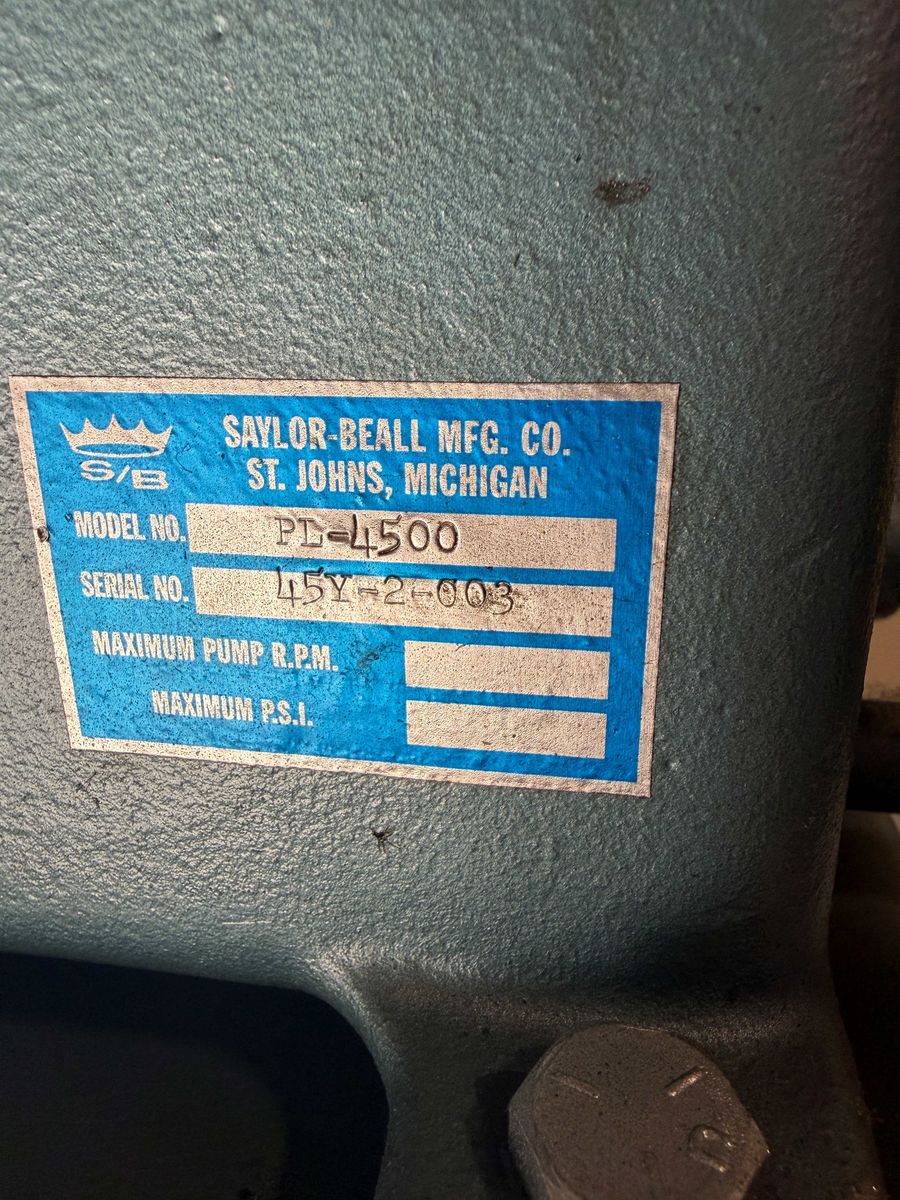 S/B
SAYLOR-BEALL MFG. CO.
ST. JOHNS, MICHIGAN
MODEL NO. PL-4500
SERIAL NO. 45Y-2-003
MAXIMUM PUMP R.P.M.
MAXIMUM P.S.I.